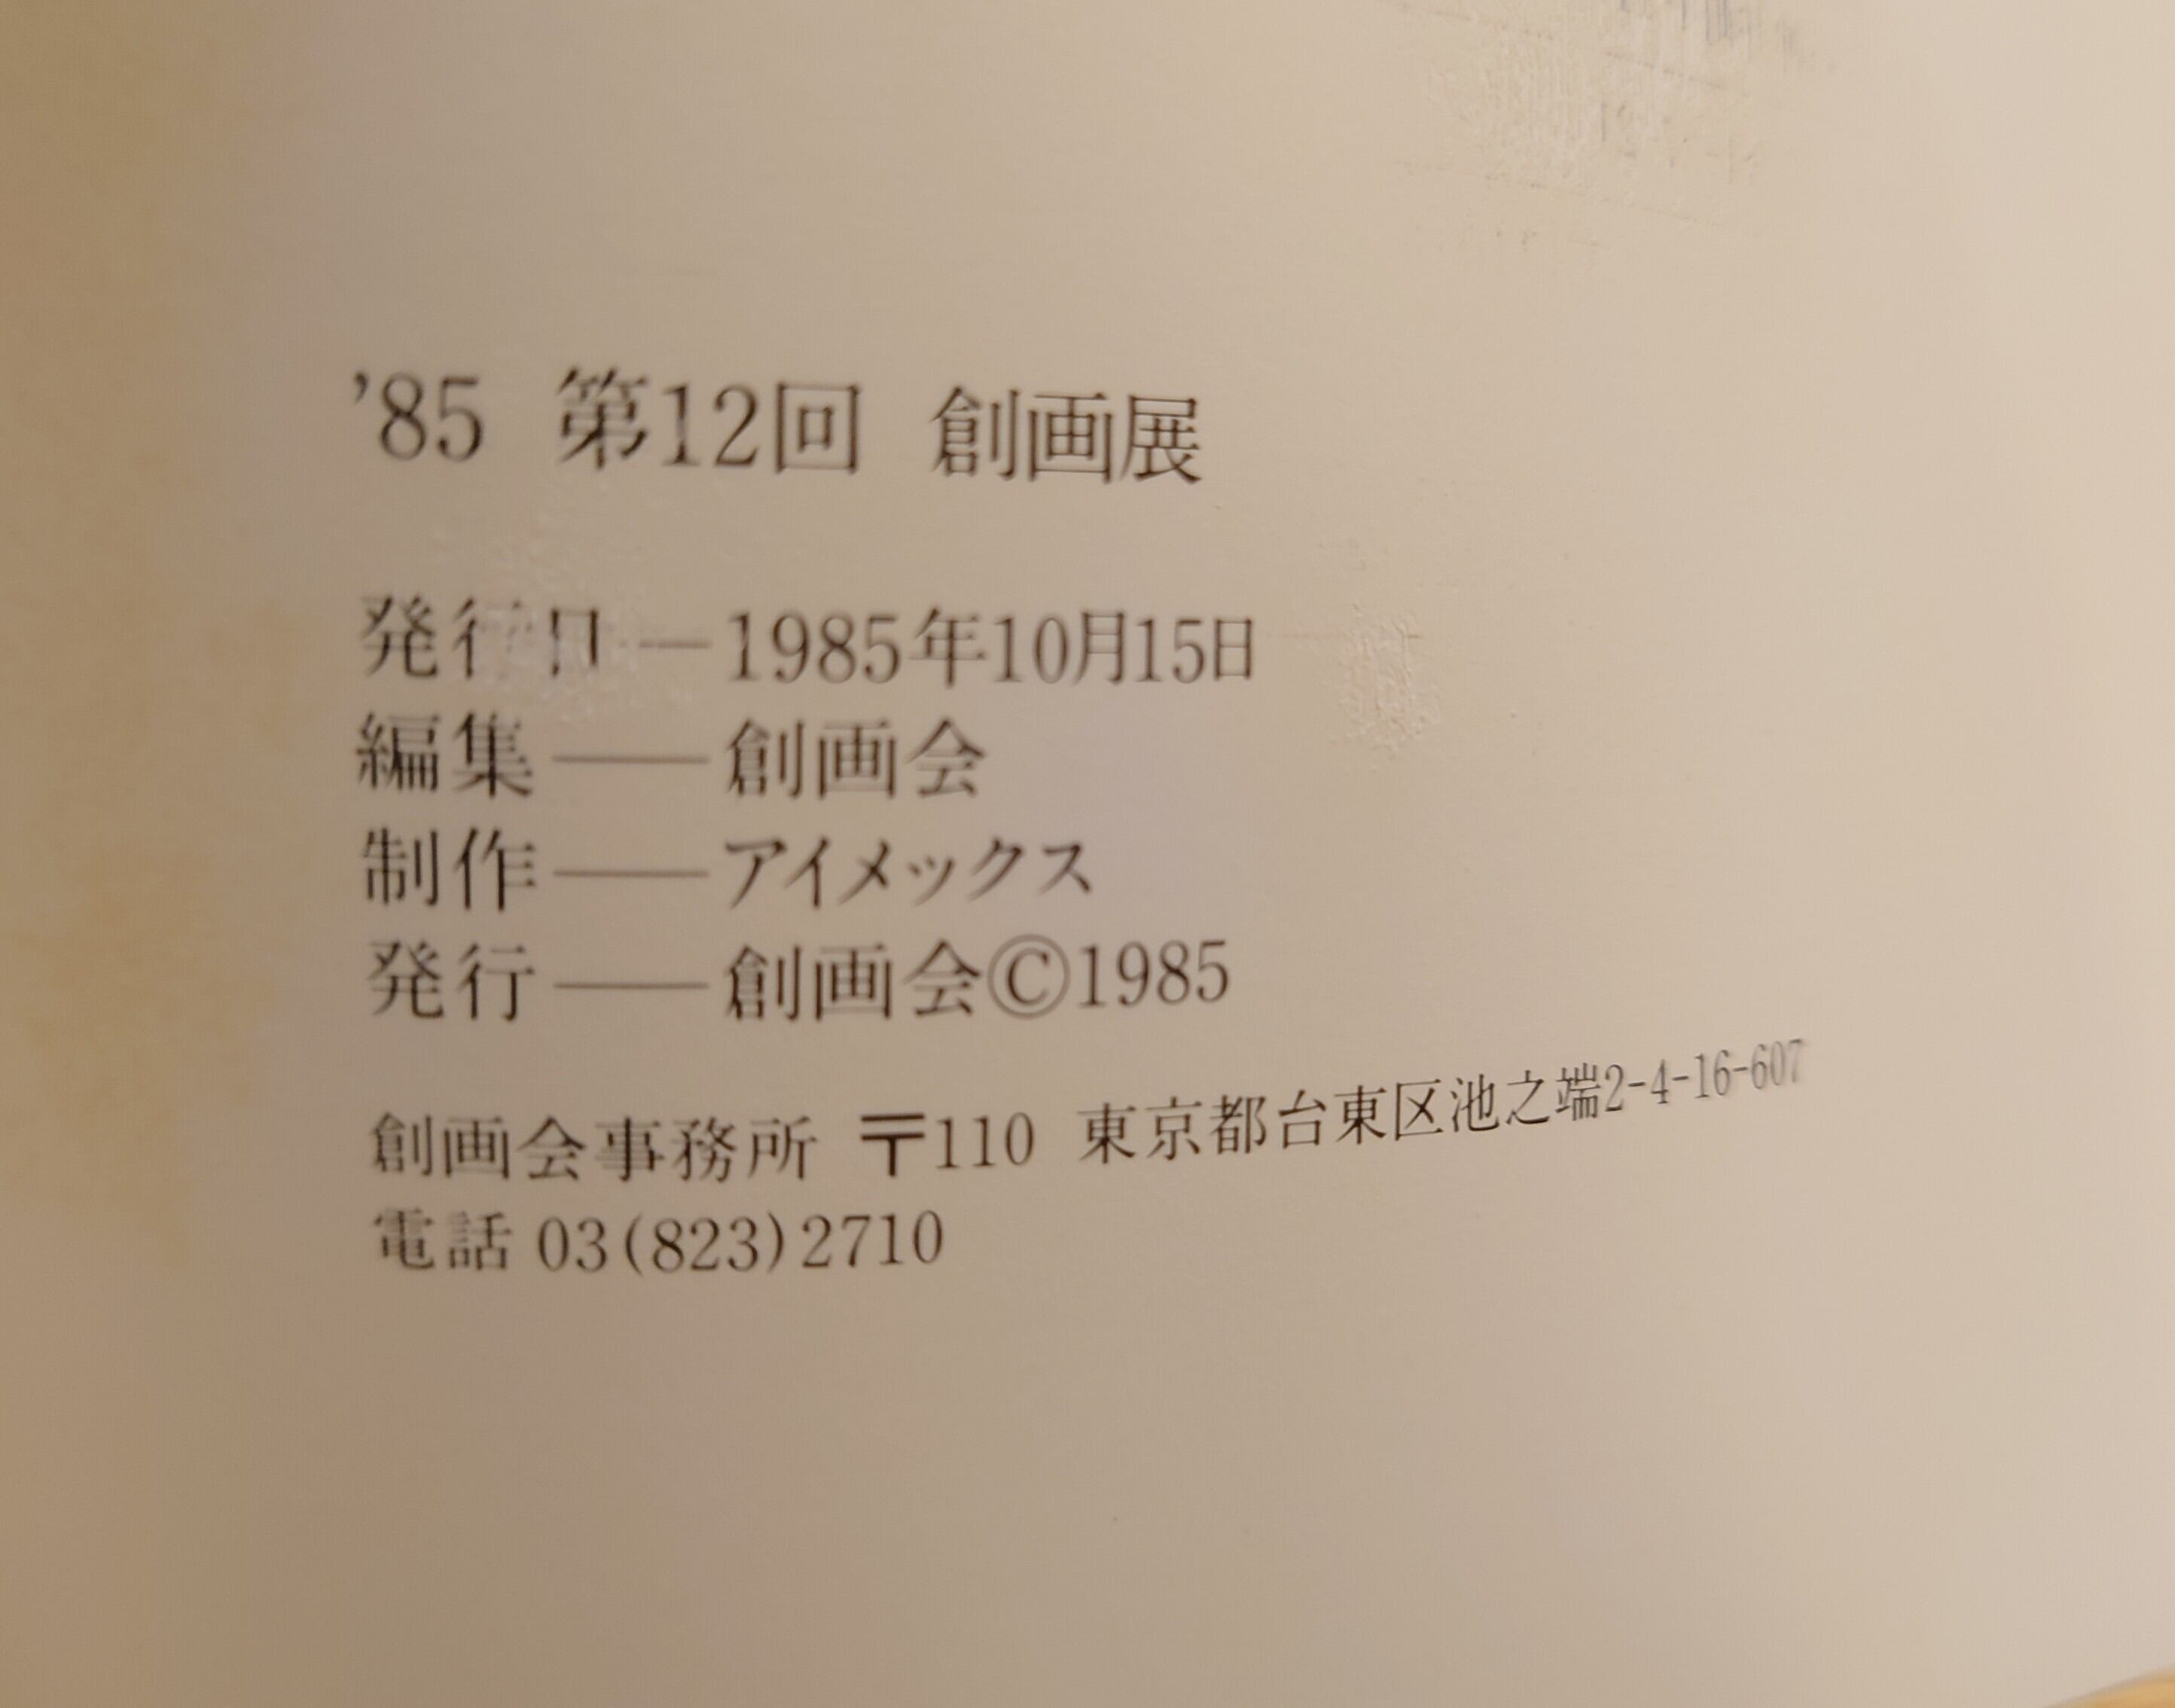 ’85 第12回 創画展
発行日—1985年10月15日
編集——創画会
制作——アイメックス
発行——創画会©1985
創画会事務所 〒110 東京都台東区池之端2-4-16-607
電話 03(823)2710